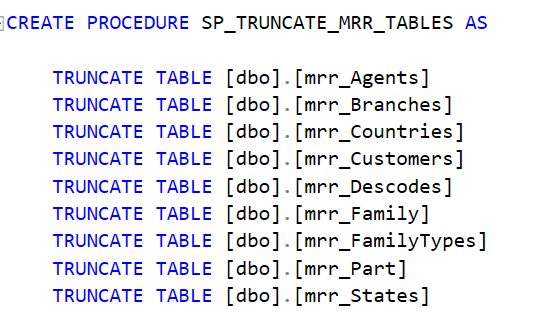 CREATE PROCEDURE SP_TRUNCATE_MRR_TABLES AS
TRUNCATE TABLE [dbo].[mrr_Agents]
TRUNCATE TABLE [dbo].[mrr_Branches]
TRUNCATE TABLE [dbo].[mrr_Countries]
TRUNCATE TABLE [dbo].[mrr_Customers]
TRUNCATE TABLE [dbo].[mrr_Descodes]
TRUNCATE TABLE [dbo].[mrr_Family]
TRUNCATE TABLE [dbo].[mrr_FamilyTypes]
TRUNCATE TABLE [dbo].[mrr_Part]
TRUNCATE TABLE [dbo].[mrr_States]